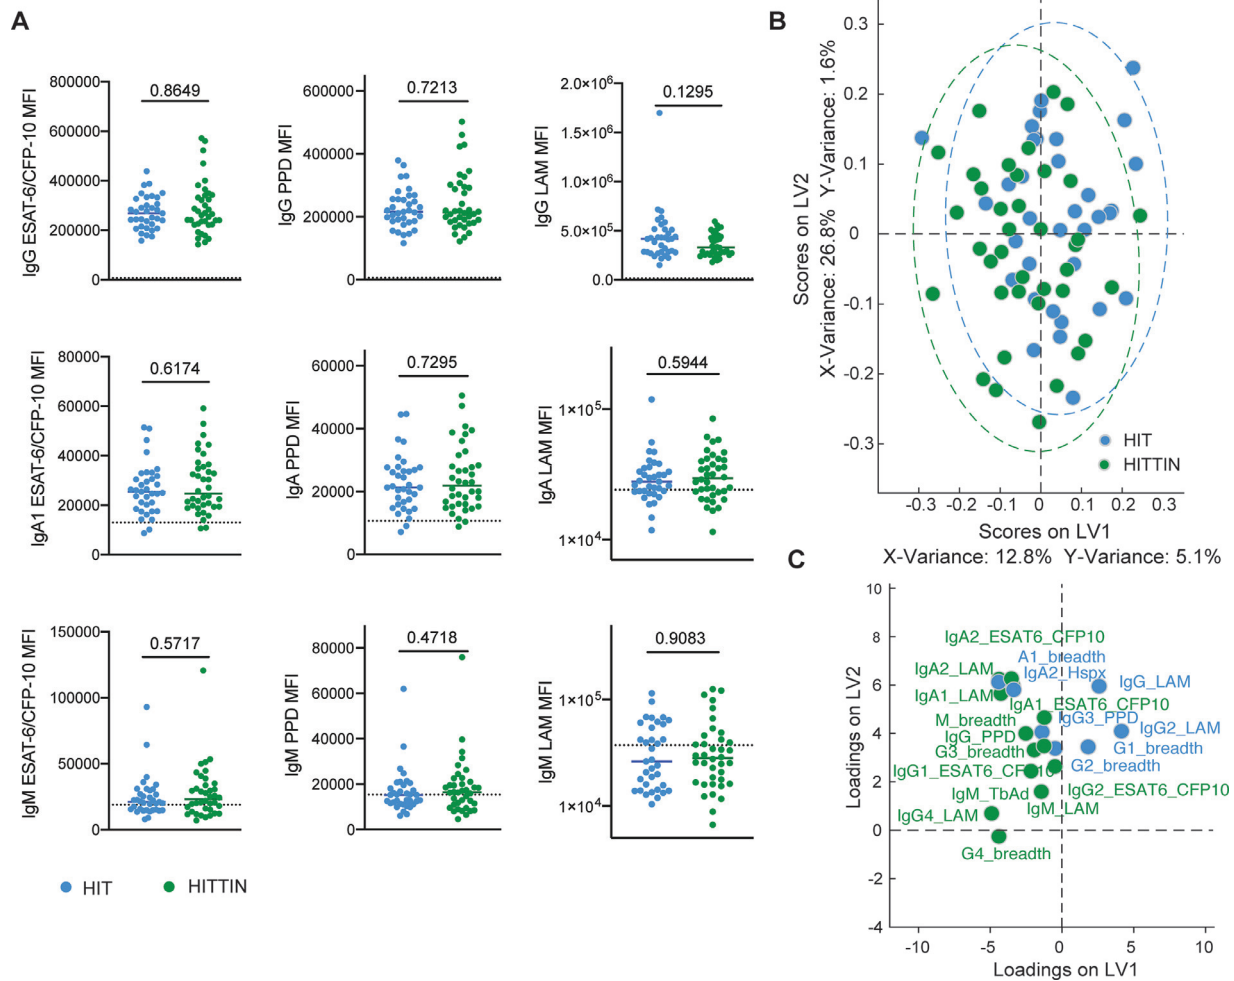 A
IgG ESAT-6/CFP-10 MFI
800000
600000
400000
200000
0
0.8649
IgG PPD MFI
600000
400000
200000
0
0.7213
IgG LAM MFI
2.0×10⁶
1.5×10⁶
1.0×10⁶
5.0×10⁵
0.0
0.1295
IgA1 ESAT-6/CFP-10 MFI
80000
60000
40000
20000
0
0.6174
IgA PPD MFI
60000
40000
20000
0
0.7295
IgA LAM MFI
1×10⁵
1×10⁴
0.5944
IgM ESAT-6/CFP-10 MFI
150000
100000
50000
0
0.5717
IgM PPD MFI
80000
60000
40000
20000
0
0.4718
IgM LAM MFI
1×10⁵
1×10⁴
0.9083
HIT
HITTIN
B
Scores on LV2
X-Variance: 26.8% Y-Variance: 1.6%
0.3
0.2
0.1
0
-0.1
-0.2
-0.3
HIT
HITTIN
-0.3
-0.2
-0.1
0
0.1
0.2
0.3
Scores on LV1
X-Variance: 12.8% Y-Variance: 5.1%
C
Loadings on LV2
10
8
6
4
2
0
-2
-4
IgA2_ESAT6_CFP10
A1_breadth
IgA2_LAM
IgA2_Hspx
IgG_LAM
IgA1_LAM
IgA1_ESAT6_CFP10
M_breadth
IgG3_PPD
IgG2_LAM
IgG_PPD
G3_breadth
G1_breadth
G2_breadth
IgG1_ESAT6_CFP10
IgM_TbAd
IgG2_ESAT6_CFP10
IgM_LAM
IgG4_LAM
G4_breadth
-10
-5
0
5
10
Loadings on LV1